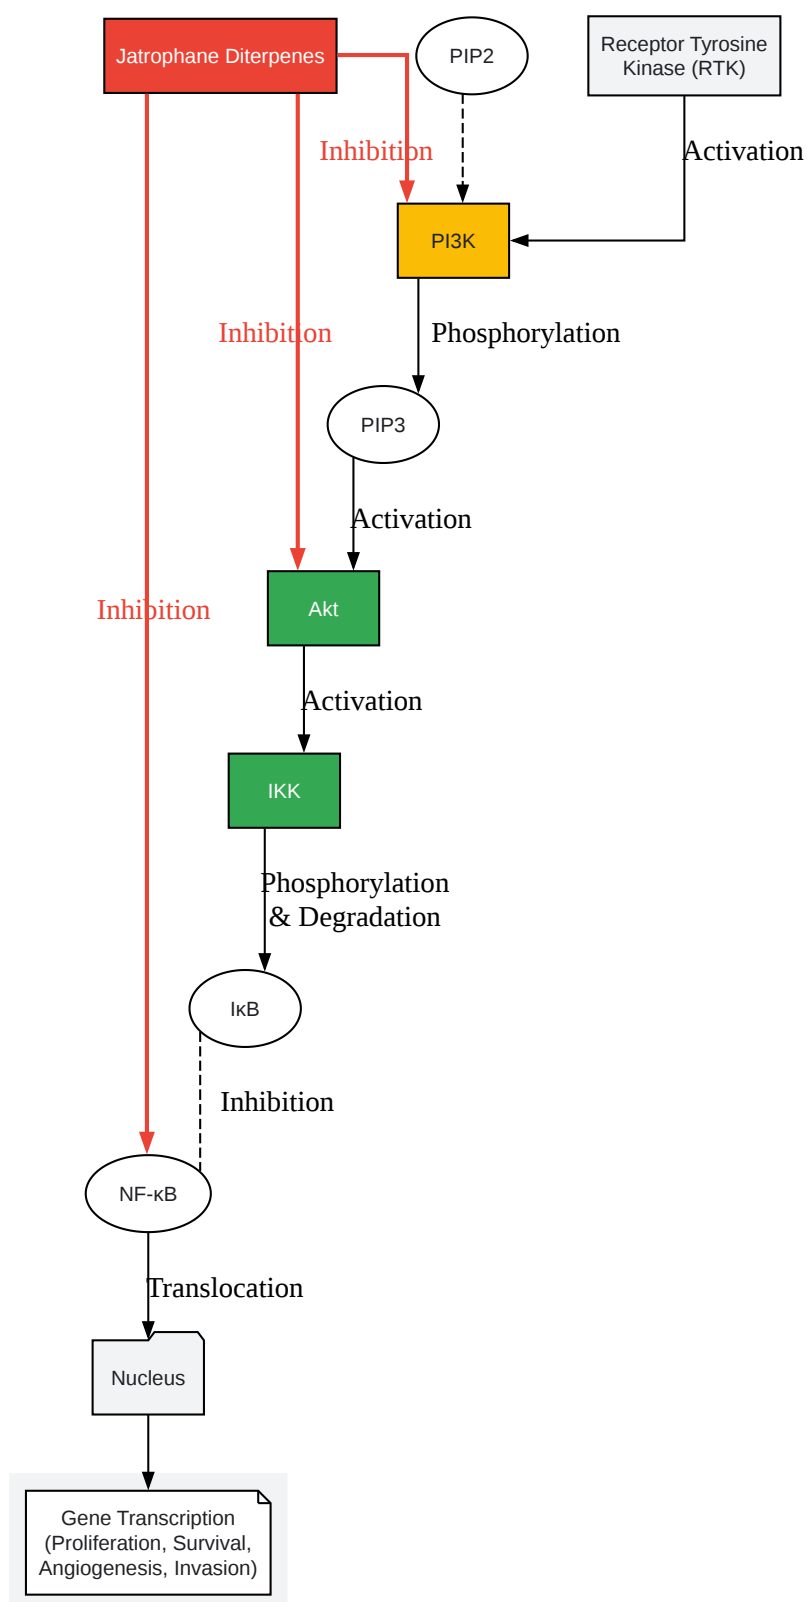 Jatrophane Diterpenes
PIP2
Receptor Tyrosine
Kinase (RTK)
Inhibition
Activation
PI3K
Inhibition
Phosphorylation
PIP3
Activation
Inhibition
Akt
Activation
IKK
Phosphorylation
& Degradation
IκB
Inhibition
NF-κB
Translocation
Nucleus
Gene Transcription
(Proliferation, Survival,
Angiogenesis, Invasion)